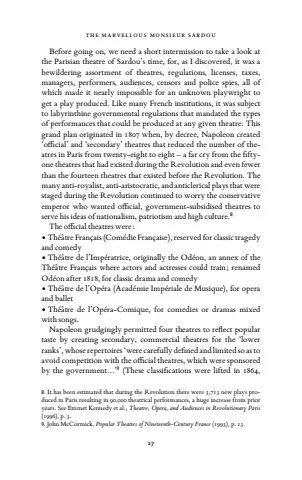 THE MARVELLOUS MONSIEUR SARDOU
Before going on, we need a short intermission to take a look at
the Parisian theatre of Sardou's time, for, as I discovered, it was a
bewildering assortment of theatres, regulations, licenses, taxes,
managers, performers, audiences, censors and police spies, all of
which made it nearly impossible for an unknown playwright to
get a play produced. Like many French institutions, it was subject
to labyrinthine governmental regulations that mandated the types
of performances that could be produced at any given theatre. This
grand plan originated in 1807 when, by decree, Napoleon created
'official' and 'secondary' theatres that reduced the number of the-
atres in Paris from twenty-eight to eight – a far cry from the fifty-
one theatres that had existed during the Revolution and even fewer
than the fourteen theatres that existed before the Revolution. The
many anti-royalist, anti-aristocratic, and anticlerical plays that were
staged during the Revolution continued to worry the conservative
emperor who wanted official, government-subsidised theatres to
serve his ideas of nationalism, patriotism and high culture.8
The official theatres were:
• Théâtre Français (Comédie Française), reserved for classic tragedy
and comedy
• Théâtre de l'Impératrice, originally the Odéon, an annex of the
Théâtre Français where actors and actresses could train; renamed
Odéon after 1818, for classic drama and comedy
• Théâtre de l'Opéra (Académie Impériale de Musique), for opera
and ballet
• Théâtre de l'Opéra-Comique, for comedies or dramas mixed
with songs.
Napoleon grudgingly permitted four theatres to reflect popular
taste by creating secondary, commercial theatres for the 'lower
ranks', whose repertoires 'were carefully defined and limited so as to
avoid competition with the official theatres, which were sponsored
by the government…'9 (These classifications were lifted in 1864,
8. It has been estimated that during the Revolution there were 3,713 new plays pro-
duced in Paris resulting in 90,000 theatrical performances, a huge increase from prior
years. See Emmet Kennedy et al., Theatre, Opera, and Audiences in Revolutionary Paris
(1996), p. 3.
9. John McCormick, Popular Theatres of Nineteenth-Century France (1993), p. 13.
27